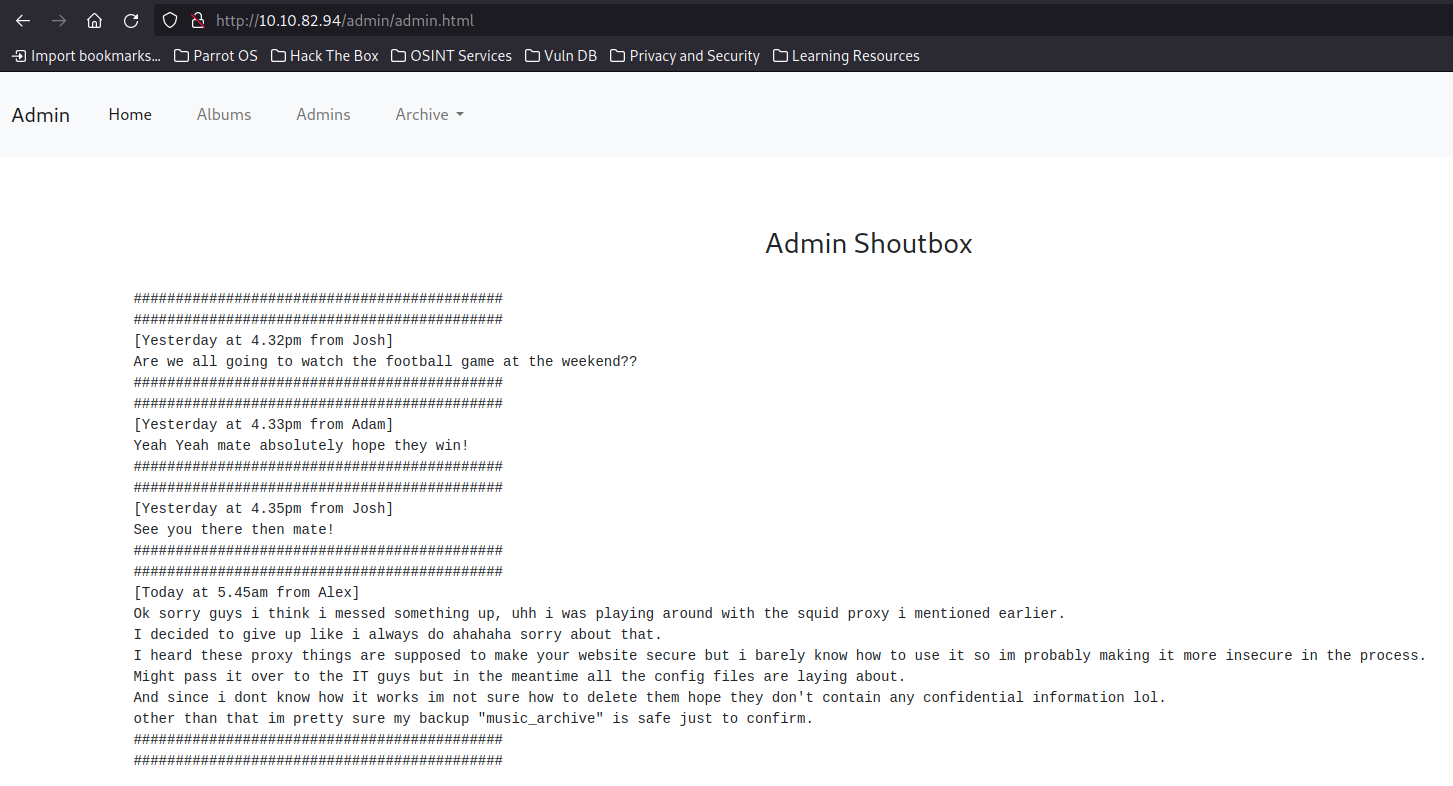 http://10.10.82.94/admin/admin.html
Import bookmarks... Parrot OS Hack The Box OSINT Services Vuln DB Privacy and Security Learning Resources
Admin Home Albums Admins Archive
Admin Shoutbox
############################################
############################################
[Yesterday at 4.32pm from Josh]
Are we all going to watch the football game at the weekend??
############################################
############################################
[Yesterday at 4.33pm from Adam]
Yeah Yeah mate absolutely hope they win!
############################################
############################################
[Yesterday at 4.35pm from Josh]
See you there then mate!
############################################
############################################
[Today at 5.45am from Alex]
Ok sorry guys i think i messed something up, uhh i was playing around with the squid proxy i mentioned earlier.
I decided to give up like i always do ahahaha sorry about that.
I heard these proxy things are supposed to make your website secure but i barely know how to use it so im probably making it more insecure in the process.
Might pass it over to the IT guys but in the meantime all the config files are laying about.
And since i dont know how it works im not sure how to delete them hope they don't contain any confidential information lol.
other than that im pretty sure my backup "music_archive" is safe just to confirm.
############################################
############################################